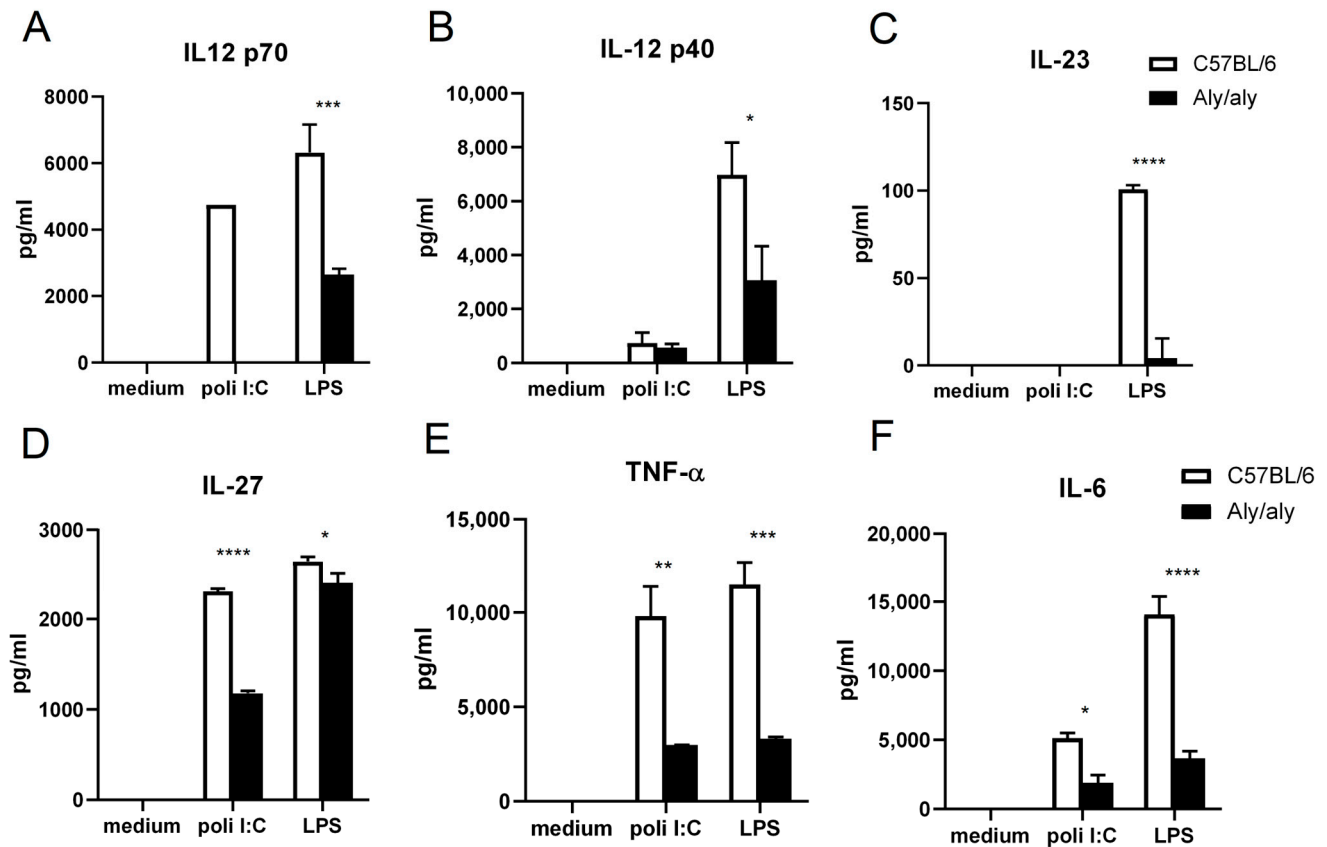 A
IL12 p70
8000
6000
4000
2000
0
pg/ml
***
medium poli I:C LPS
B
IL-12 p40
10,000
8,000
6,000
4,000
2,000
0
pg/ml
*
medium poli I:C LPS
C
IL-23
C57BL/6
Aly/aly
150
100
50
0
pg/ml
****
medium poli I:C LPS
D
IL-27
3000
2000
1000
0
pg/ml
****
*
medium poli I:C LPS
E
TNF-α
15,000
10,000
5,000
0
pg/ml
**
***
medium poli I:C LPS
F
IL-6
C57BL/6
Aly/aly
20,000
15,000
10,000
5,000
0
pg/ml
*
****
medium poli I:C LPS